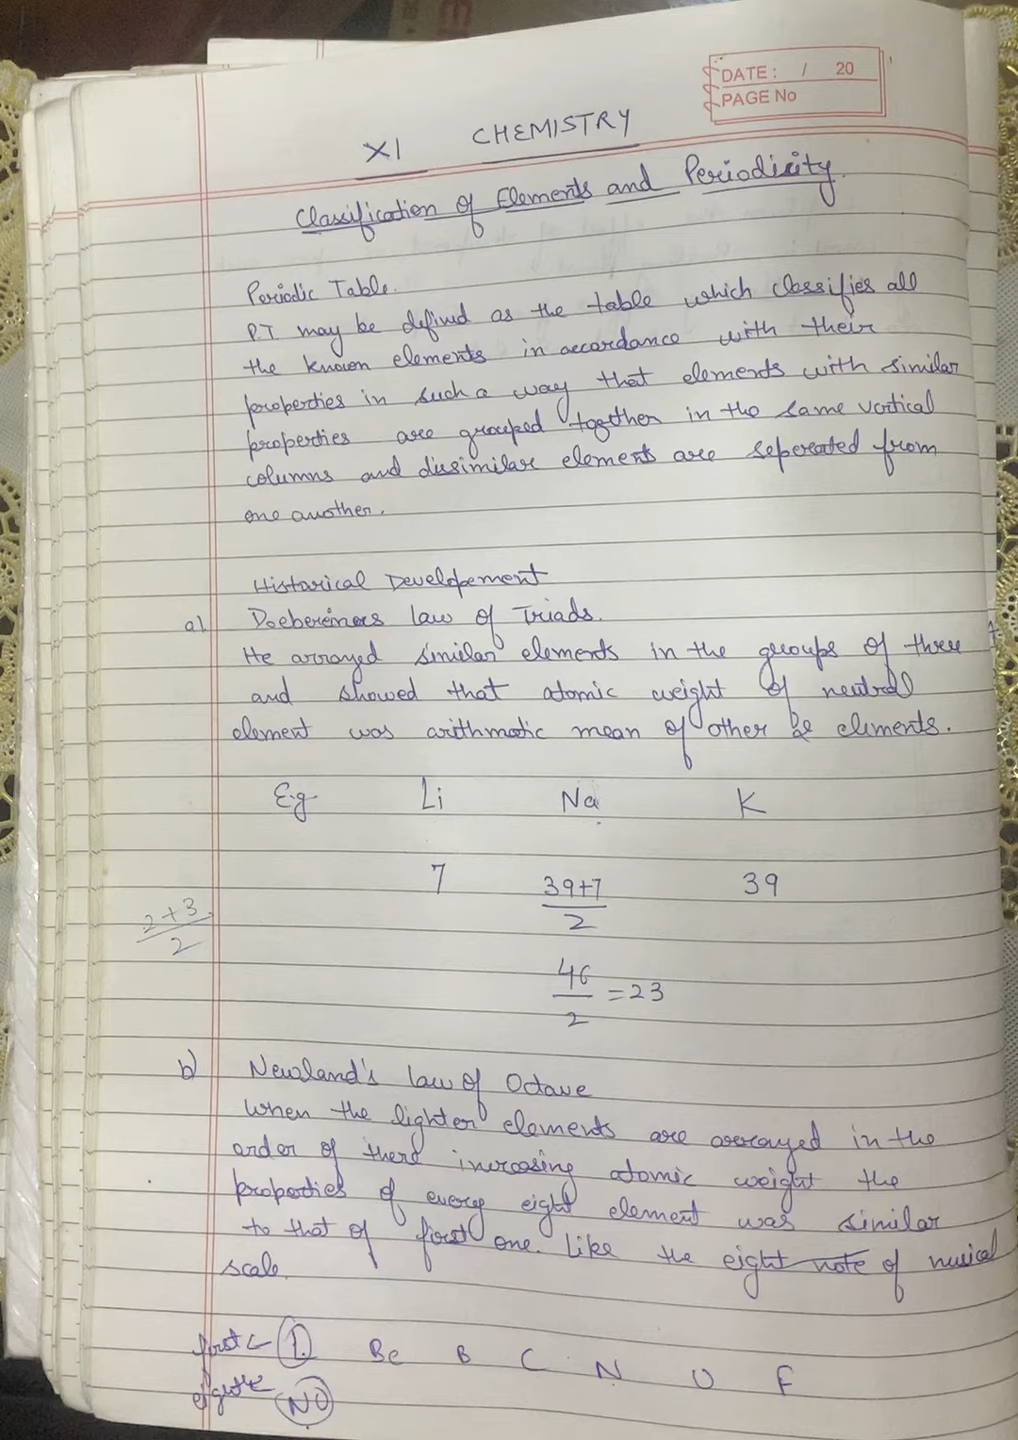 DATE: / 20
PAGE No
XI CHEMISTRY
Classification of Elements and Periodicity.
Periodic Table.
P.T may be defined as the table which classifies all
the known elements in accordance with their
properties in such a way that elements with similar
properties are grouped together in the same vertical
columns and dissimilar elements are seperated from
one another.
Historical Developement
a) Doeberiners law of Triads.
He arrayed similar elements in the groups of three
and showed that atomic weight of neutral
element was arithmatic mean of other elements.
E.g Li Na K
7 39+7/2 39
2+3/2
46/2 = 23
b) Newland's law of Octave
When the lighter elements are arrayed in the
order of there increasing atomic weight the
properties of every eight element was similar
to that of first one. Like the eight note of musical
scale.
first Be B C N O F
eight